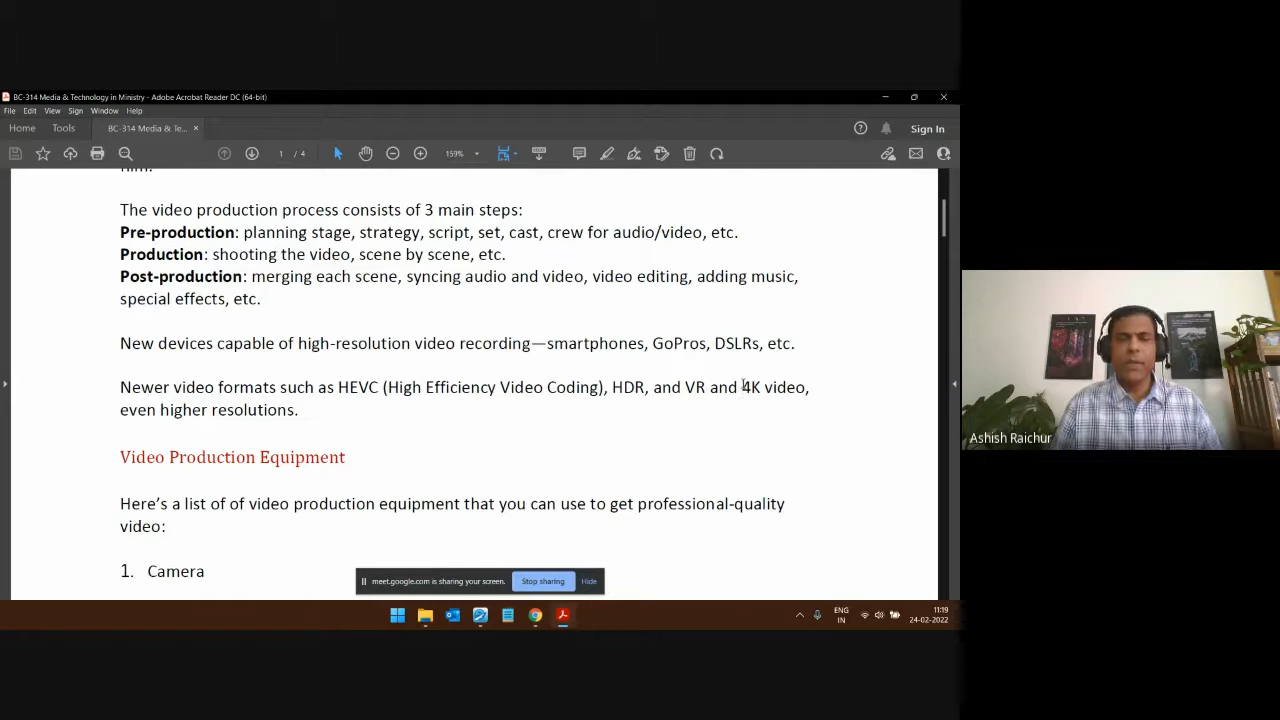 BC-314 Media & Technology in Ministry - Adobe Acrobat Reader DC (64-bit)
File Edit View Sign Window Help
Home Tools BC-314 Media & Te... × Sign In
1 / 4 159%
The video production process consists of 3 main steps:
Pre-production: planning stage, strategy, script, set, cast, crew for audio/video, etc.
Production: shooting the video, scene by scene, etc.
Post-production: merging each scene, syncing audio and video, video editing, adding music,
special effects, etc.
New devices capable of high-resolution video recording—smartphones, GoPros, DSLRs, etc.
Newer video formats such as HEVC (High Efficiency Video Coding), HDR, and VR and 4K video,
even higher resolutions.
Video Production Equipment
Here’s a list of of video production equipment that you can use to get professional-quality
video:
1. Camera
meet.google.com is sharing your screen. Stop sharing Hide
ENG
IN
11:19
24-02-2022
Ashish Raichur